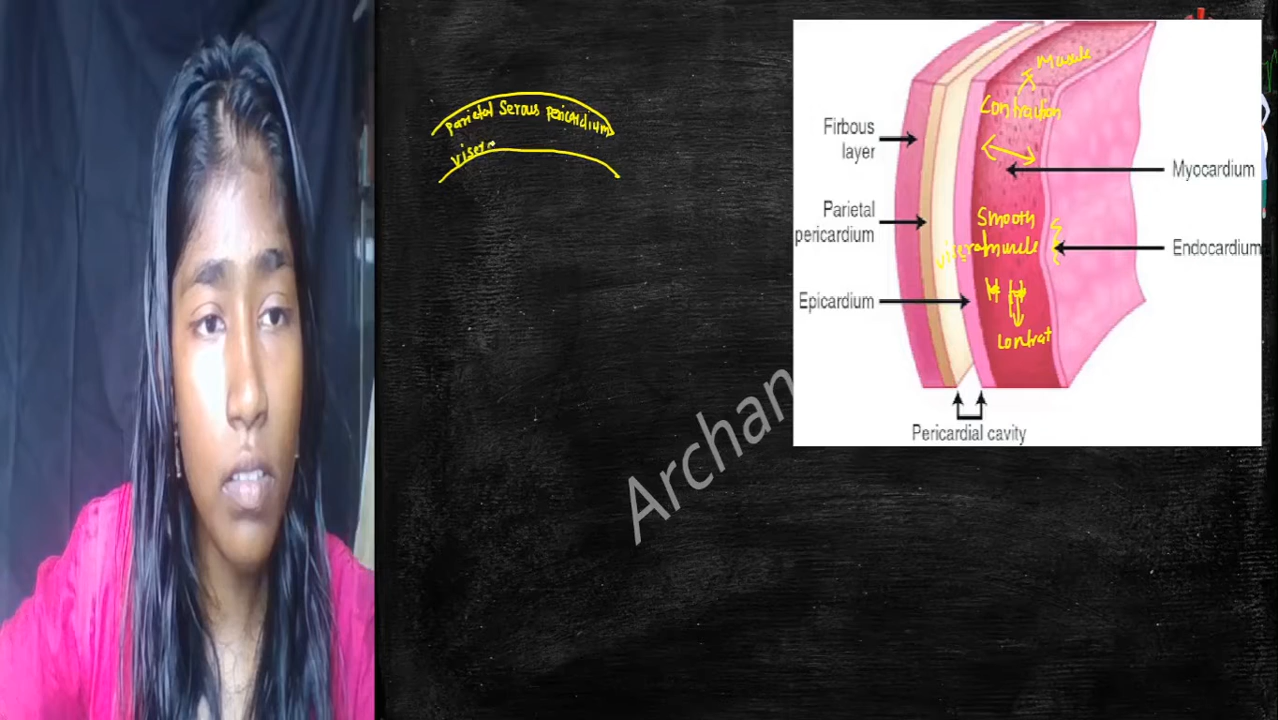 Parietal Serous pericardium
viser
Archan
Muscle
Contraction
Firbous
layer
Myocardium
Parietal
pericardium
Smooth
visceral muscle
Endocardium
Epicardium
Contrat
Pericardial cavity